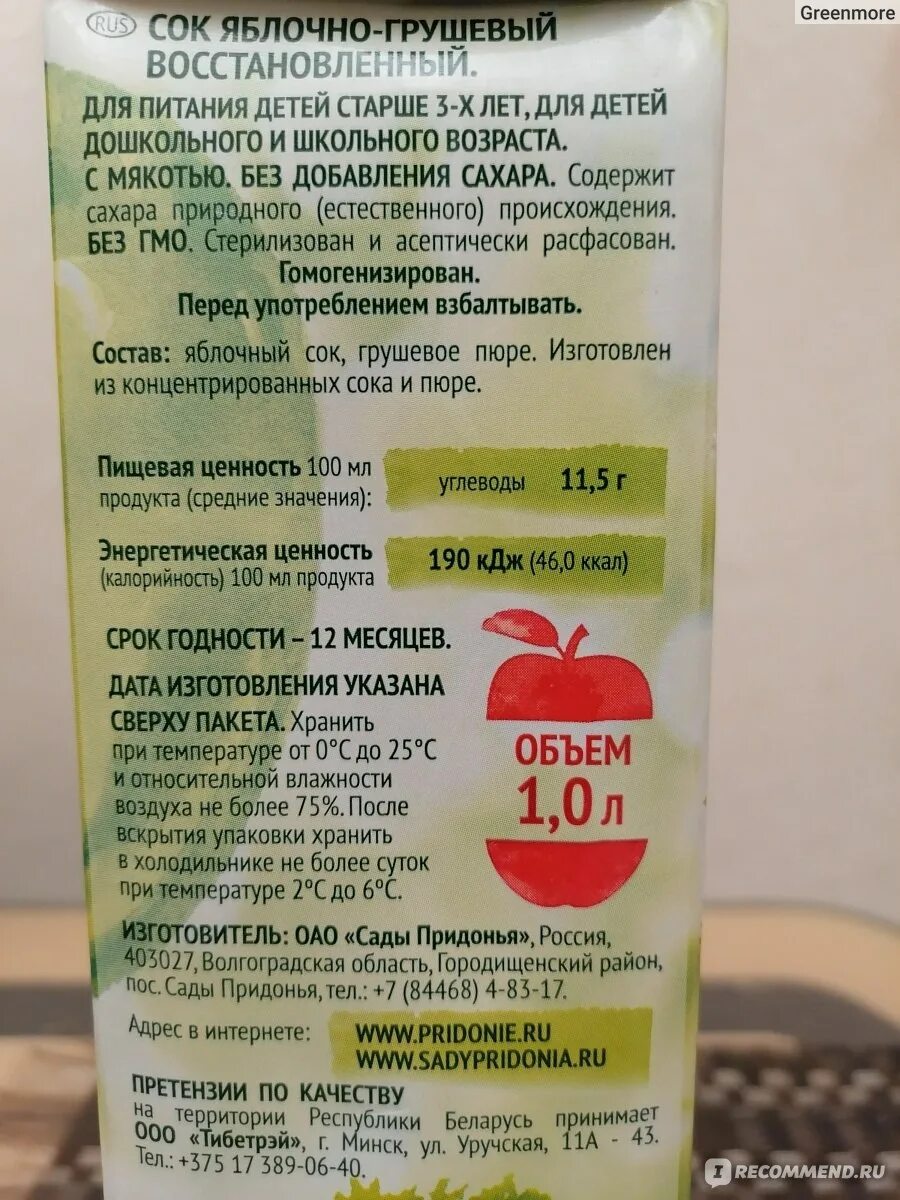 Greenmore
RUS СОК ЯБЛОЧНО-ГРУШЕВЫЙ
ВОССТАНОВЛЕННЫЙ.
ДЛЯ ПИТАНИЯ ДЕТЕЙ СТАРШЕ 3-Х ЛЕТ, ДЛЯ ДЕТЕЙ
ДОШКОЛЬНОГО И ШКОЛЬНОГО ВОЗРАСТА.
С МЯКОТЬЮ. БЕЗ ДОБАВЛЕНИЯ САХАРА. Содержит
сахара природного (естественного) происхождения.
БЕЗ ГМО. Стерилизован и асептически расфасован.
Гомогенизирован.
Перед употреблением взбалтывать.
Состав: яблочный сок, грушевое пюре. Изготовлен
из концентрированных сока и пюре.
Пищевая ценность 100 мл
продукта (средние значения):
углеводы 11,5 г
Энергетическая ценность
(калорийность) 100 мл продукта
190 кДж (46,0 ккал)
СРОК ГОДНОСТИ – 12 МЕСЯЦЕВ.
ДАТА ИЗГОТОВЛЕНИЯ УКАЗАНА
СВЕРХУ ПАКЕТА. Хранить
при температуре от 0°С до 25°С
и относительной влажности
воздуха не более 75%. После
вскрытия упаковки хранить
в холодильнике не более суток
при температуре 2°С до 6°С.
ОБЪЕМ
1,0 л
ИЗГОТОВИТЕЛЬ: ОАО «Сады Придонья», Россия,
403027, Волгоградская область, Городищенский район,
пос. Сады Придонья, тел.: +7 (84468) 4-83-17.
Адрес в интернете:
WWW.PRIDONIE.RU
WWW.SADYPRIDONIA.RU
ПРЕТЕНЗИИ ПО КАЧЕСТВУ
на территории Республики Беларусь принимает
ООО «Тибетрэй», г. Минск, ул. Уручская, 11А - 43.
Тел.: +375 17 389-06-40.
I RECOMMEND.RU